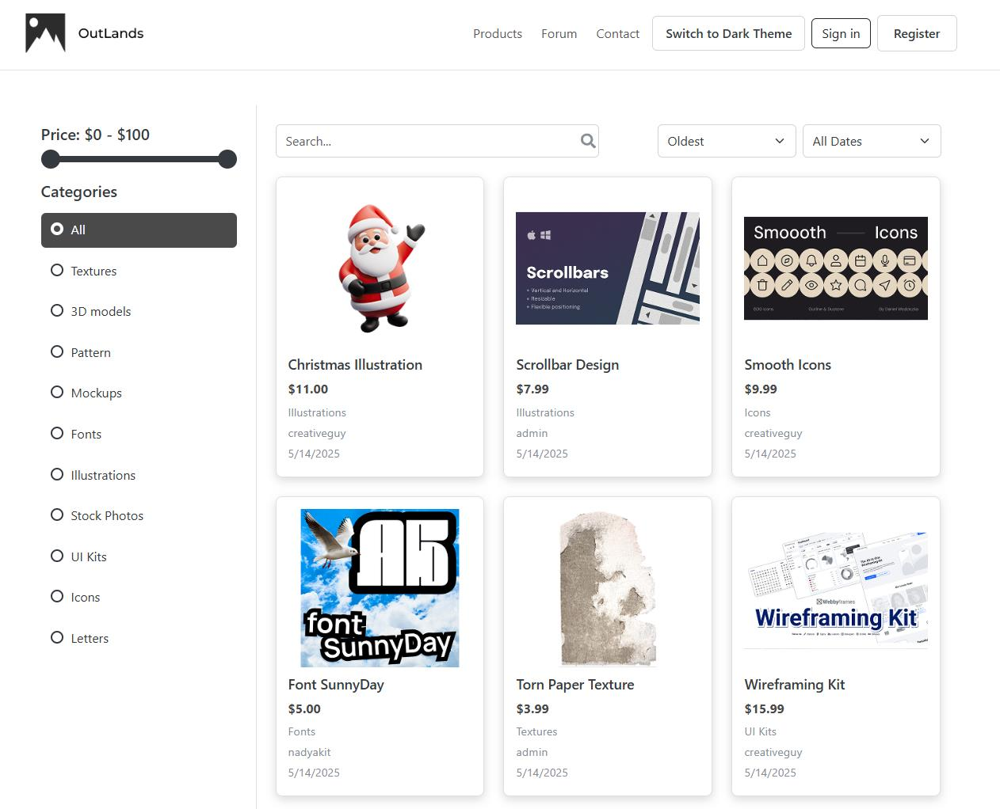 OutLands
Products
Forum
Contact
Switch to Dark Theme
Sign in
Register
Price: $0 - $100
Categories
All
Textures
3D models
Pattern
Mockups
Fonts
Illustrations
Stock Photos
UI Kits
Icons
Letters
Search...
Oldest
All Dates
Christmas Illustration
$11.00
Illustrations
creativeguy
5/14/2025
Scrollbars
+ Vertical and Horizontal
+ Resizable
+ Flexible positioning
Scrollbar Design
$7.99
Illustrations
admin
5/14/2025
Smoooth Icons
600 icons
Outline & Duotone
Smooth Icons
$9.99
Icons
creativeguy
5/14/2025
font
SunnyDay
Font SunnyDay
$5.00
Fonts
nadyakit
5/14/2025
Torn Paper Texture
$3.99
Textures
admin
5/14/2025
Webbyframes
Wireframing Kit
Wireframing Kit
$15.99
UI Kits
creativeguy
5/14/2025